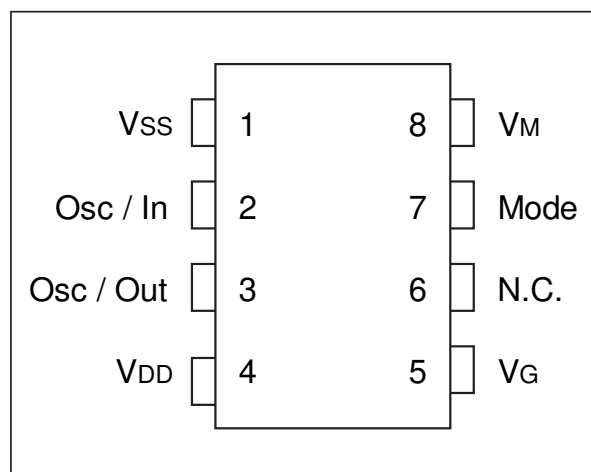 VSS 1 8 VM
Osc / In 2 7 Mode
Osc / Out 3 6 N.C.
VDD 4 5 VG